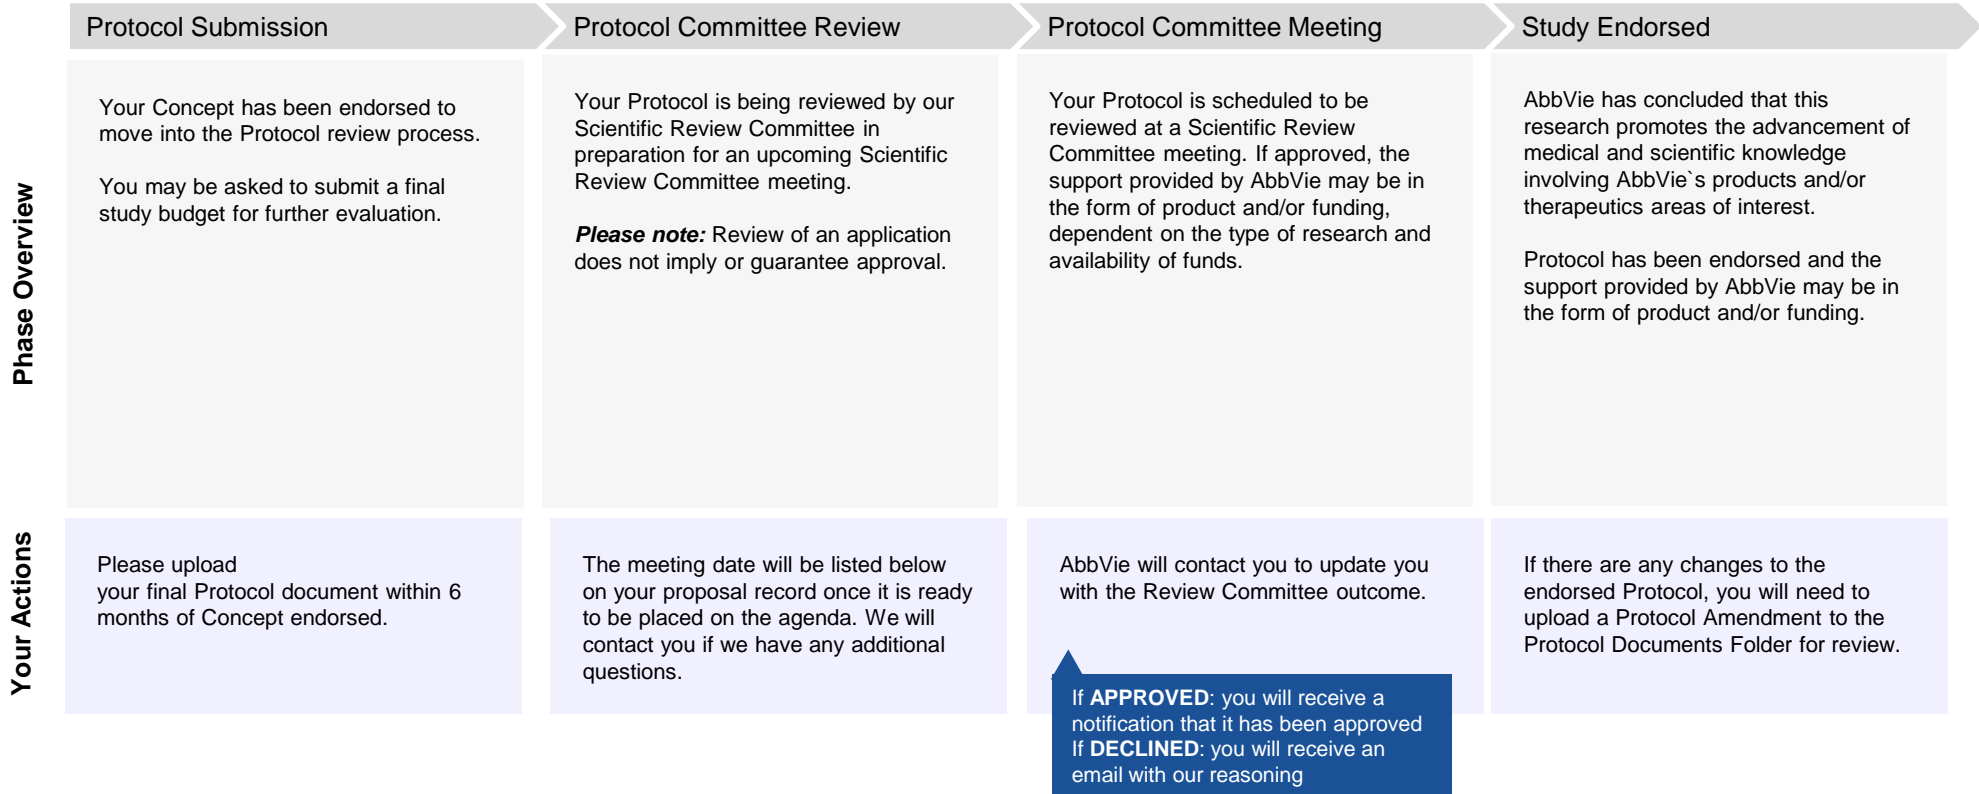 Protocol Submission
Protocol Committee Review
Protocol Committee Meeting
Study Endorsed
Phase Overview
Your Concept has been endorsed to
move into the Protocol review process.
You may be asked to submit a final
study budget for further evaluation.
Your Protocol is being reviewed by our
Scientific Review Committee in
preparation for an upcoming Scientific
Review Committee meeting.
Please note: Review of an application
does not imply or guarantee approval.
Your Protocol is scheduled to be
reviewed at a Scientific Review
Committee meeting. If approved, the
support provided by AbbVie may be in
the form of product and/or funding,
dependent on the type of research and
availability of funds.
AbbVie has concluded that this
research promotes the advancement of
medical and scientific knowledge
involving AbbVie`s products and/or
therapeutics areas of interest.
Protocol has been endorsed and the
support provided by AbbVie may be in
the form of product and/or funding.
Your Actions
Please upload
your final Protocol document within 6
months of Concept endorsed.
The meeting date will be listed below
on your proposal record once it is ready
to be placed on the agenda. We will
contact you if we have any additional
questions.
AbbVie will contact you to update you
with the Review Committee outcome.
If APPROVED: you will receive a
notification that it has been approved
If DECLINED: you will receive an
email with our reasoning
If there are any changes to the
endorsed Protocol, you will need to
upload a Protocol Amendment to the
Protocol Documents Folder for review.